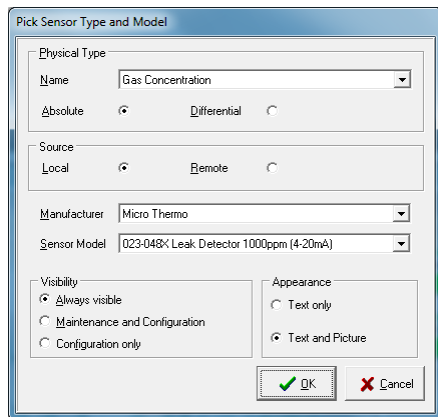 Pick Sensor Type and Model
Physical Type
Name Gas Concentration
Absolute Differential
Source
Local Remote
Manufacturer Micro Thermo
Sensor Model 023-048X Leak Detector 1000ppm (4-20mA)
Visibility
Always visible
Maintenance and Configuration
Configuration only
Appearance
Text only
Text and Picture
OK Cancel